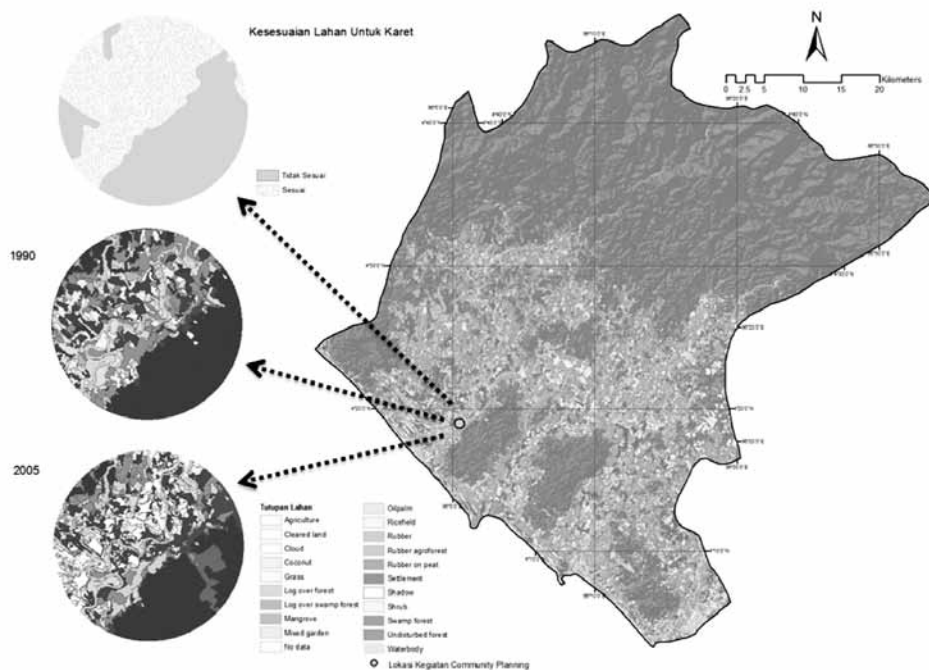 Kesesuaian Lahan Untuk Karet
N
Kilometers
0 2.5 5 10 15 20
Tidak Sesuai
Sesuai
1990
2005
Tutupan Lahan
Agriculture
Cleared land
Cloud
Coconut
Grass
Log over forest
Log over swamp forest
Mangrove
Mixed garden
No data
Oilpalm
Ricefield
Rubber
Rubber agroforest
Rubber on peat
Settlement
Shadow
Shrub
Swamp forest
Undisturbed forest
Waterbody
Lokasi Kegiatan Community Planning